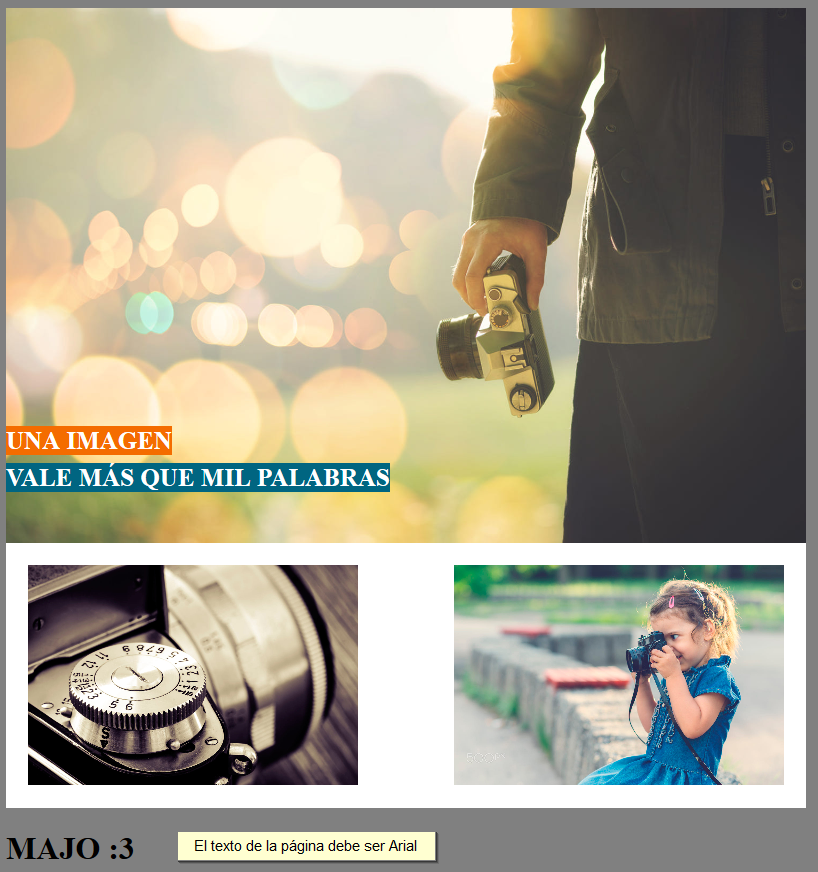 UNA IMAGEN
VALE MÁS QUE MIL PALABRAS
MAJO :3
El texto de la página debe ser Arial